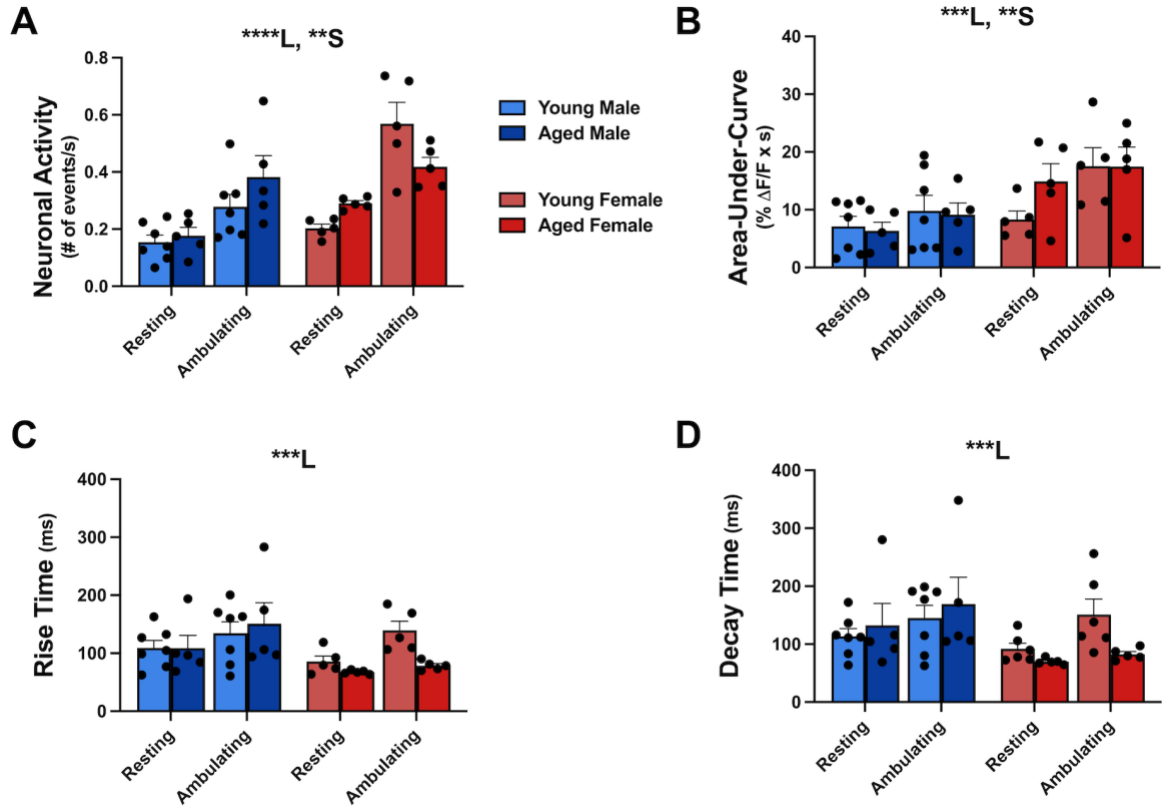 A
****L, **S
Neuronal Activity
(# of events/s)
0.8
0.6
0.4
0.2
0.0
Resting
Ambulating
Resting
Ambulating
Young Male
Aged Male
Young Female
Aged Female
B
***L, **S
Area-Under-Curve
(% ΔF/F x s)
40
30
20
10
0
Resting
Ambulating
Resting
Ambulating
C
***L
Rise Time (ms)
400
300
200
100
0
Resting
Ambulating
Resting
Ambulating
D
***L
Decay Time (ms)
400
300
200
100
0
Resting
Ambulating
Resting
Ambulating